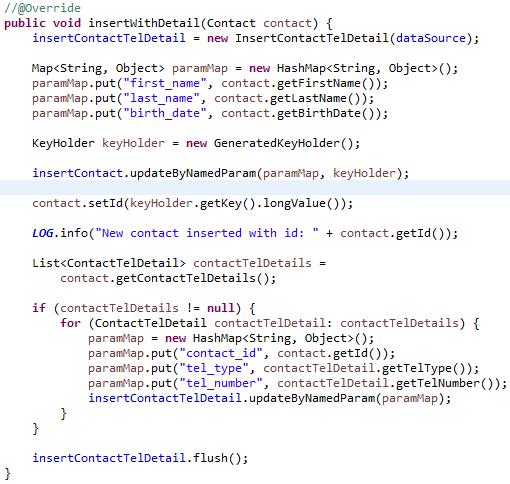 //@Override
public void insertWithDetail(Contact contact) {
    insertContactTelDetail = new InsertContactTelDetail(dataSource);
    Map<String, Object> paramMap = new HashMap<String, Object>();
    paramMap.put("first_name", contact.getFirstName());
    paramMap.put("last_name", contact.getLastName());
    paramMap.put("birth_date", contact.getBirthDate());
    KeyHolder keyHolder = new GeneratedKeyHolder();
    insertContact.updateByNamedParam(paramMap, keyHolder);
    contact.setId(keyHolder.getKey().longValue());
    LOG.info("New contact inserted with id: " + contact.getId());
    List<ContactTelDetail> contactTelDetails =
        contact.getContactTelDetails();
    if (contactTelDetails != null) {
        for (ContactTelDetail contactTelDetail: contactTelDetails) {
            paramMap = new HashMap<String, Object>();
            paramMap.put("contact_id", contact.getId());
            paramMap.put("tel_type", contactTelDetail.getTelType());
            paramMap.put("tel_number", contactTelDetail.getTelNumber());
            insertContactTelDetail.updateByNamedParam(paramMap);
        }
    }
    insertContactTelDetail.flush();
}